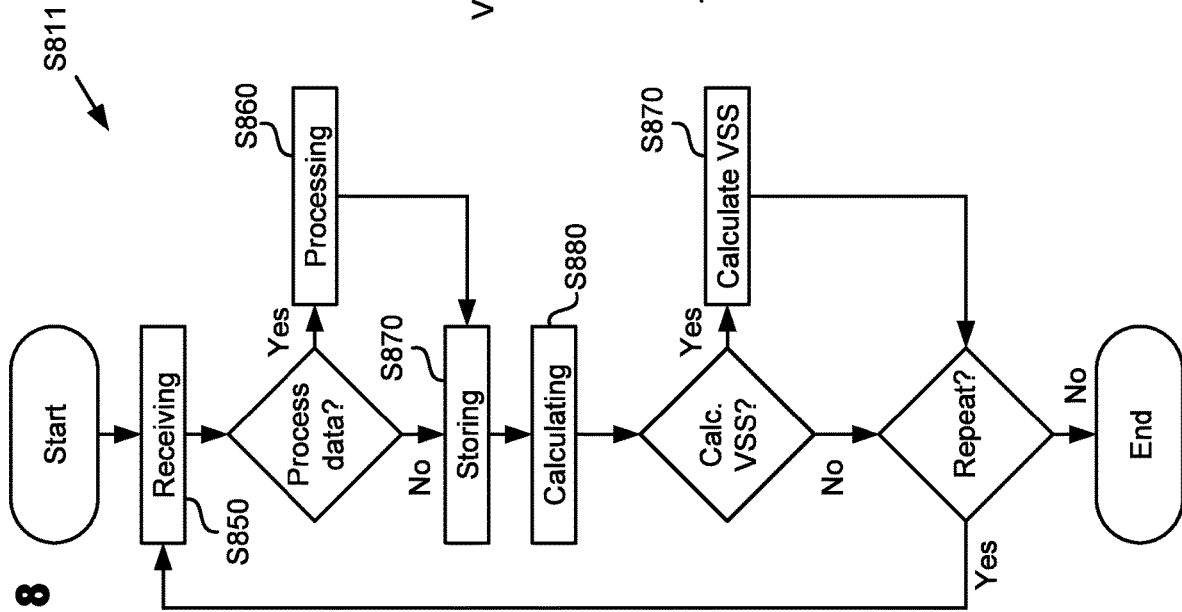 8
S811
Start
Receiving
S850
Process
data?
Yes
S860
Processing
No
S870
Storing
S880
Calculating
Calc.
VSS?
Yes
S870
Calculate VSS
No
Repeat?
Yes
No
End
V